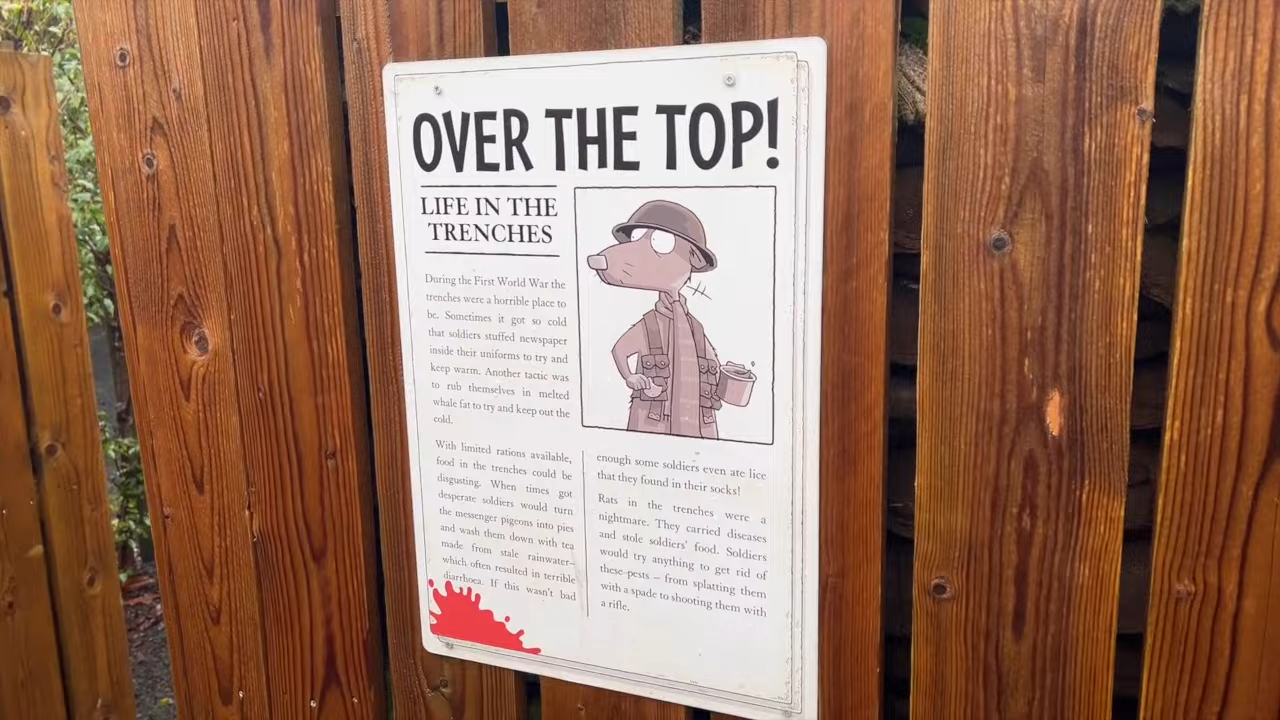 OVER THE TOP!
LIFE IN THE
TRENCHES
During the First World War the
trenches were a horrible place to
be. Sometimes it got so cold
that soldiers stuffed newspaper
inside their uniforms to try and
keep warm. Another tactic was
to rub themselves in melted
whale fat to try and keep out the
cold.
With limited rations available,
food in the trenches could be
disgusting. When times got
desperate soldiers would turn
the messenger pigeons into pies
and wash them down with tea
made from stale rainwater–
which often resulted in terrible
diarrhoea. If this wasn't bad
enough some soldiers even ate lice
that they found in their socks!
Rats in the trenches were a
nightmare. They carried diseases
and stole soldiers' food. Soldiers
would try anything to get rid of
these pests – from splatting them
with a spade to shooting them with
a rifle.